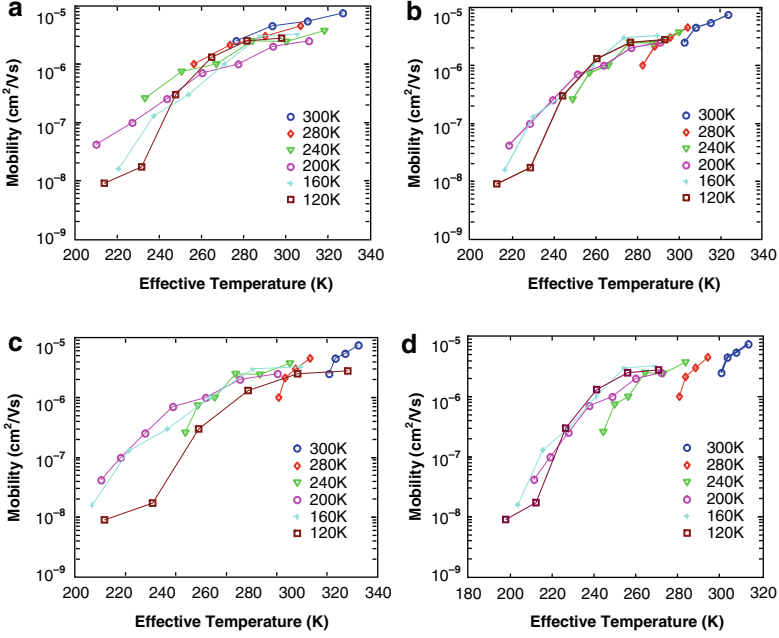 a
Mobility (cm²/Vs)
10⁻⁵
10⁻⁶
10⁻⁷
10⁻⁸
10⁻⁹
300K
280K
240K
200K
160K
120K
200 220 240 260 280 300 320 340
Effective Temperature (K)
b
Mobility (cm²/Vs)
10⁻⁵
10⁻⁶
10⁻⁷
10⁻⁸
10⁻⁹
300K
280K
240K
200K
160K
120K
200 220 240 260 280 300 320 340
Effective Temperature (K)
c
Mobility (cm²/Vs)
10⁻⁵
10⁻⁶
10⁻⁷
10⁻⁸
10⁻⁹
300K
280K
240K
200K
160K
120K
200 220 240 260 280 300 320 340
Effective Temperature (K)
d
Mobility (cm²/Vs)
10⁻⁵
10⁻⁶
10⁻⁷
10⁻⁸
10⁻⁹
300K
280K
240K
200K
160K
120K
180 200 220 240 260 280 300 320
Effective Temperature (K)